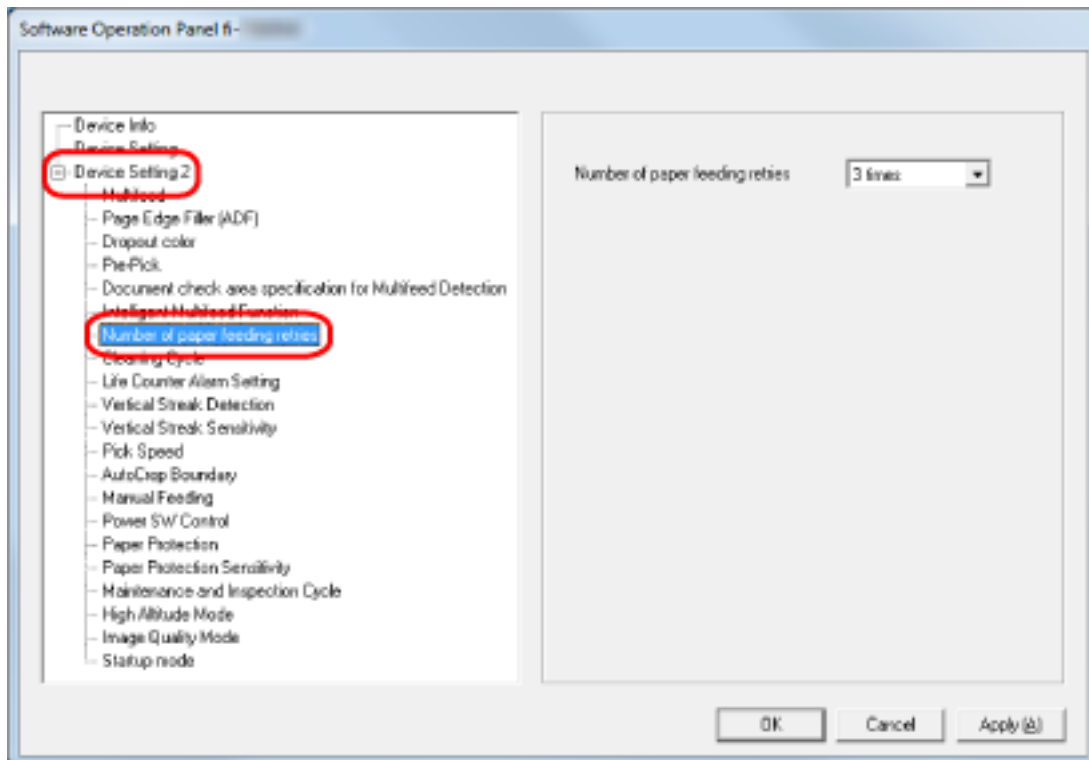 Software Operation Panel fi-
Device Info
Device Setting
Device Setting 2
Multifeed
Page Edge Filler (ADF)
Dropout color
Pre-Pick
Document check area specification for Multifeed Detection
Intelligent Multifeed Function
Number of paper feeding retries
Cleaning Cycle
Life Counter Alarm Setting
Vertical Streak Detection
Vertical Streak Sensitivity
Pick Speed
AutoCrop Boundary
Manual Feeding
Power SW Control
Paper Protection
Paper Protection Sensitivity
Maintenance and Inspection Cycle
High Altitude Mode
Image Quality Mode
Startup mode
Number of paper feeding retries 3 times
OK Cancel Apply (A)